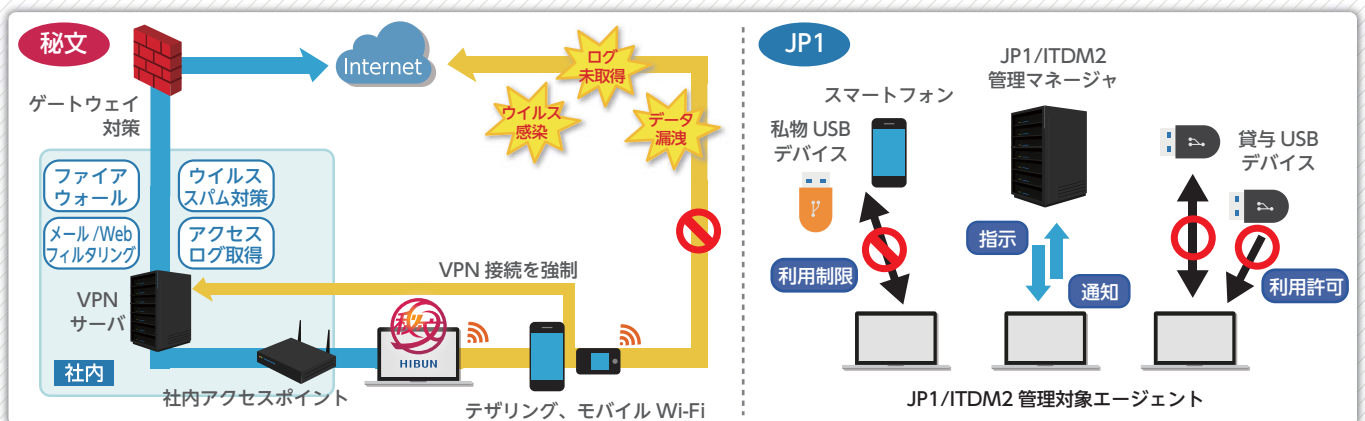 秘文
Internet
ログ
未取得
ウイルス
感染
データ
漏洩
ゲートウェイ
対策
ファイア
ウォール
ウイルス
スパム対策
メール/Web
フィルタリング
アクセス
ログ取得
VPN 接続を強制
VPN
サーバ
秘文
HIBUN
社内
社内アクセスポイント
テザリング、モバイル Wi-Fi
JP1
JP1/ITDM2
管理マネージャ
スマートフォン
私物 USB
デバイス
貸与 USB
デバイス
指示
通知
利用制限
利用許可
JP1/ITDM2 管理対象エージェント